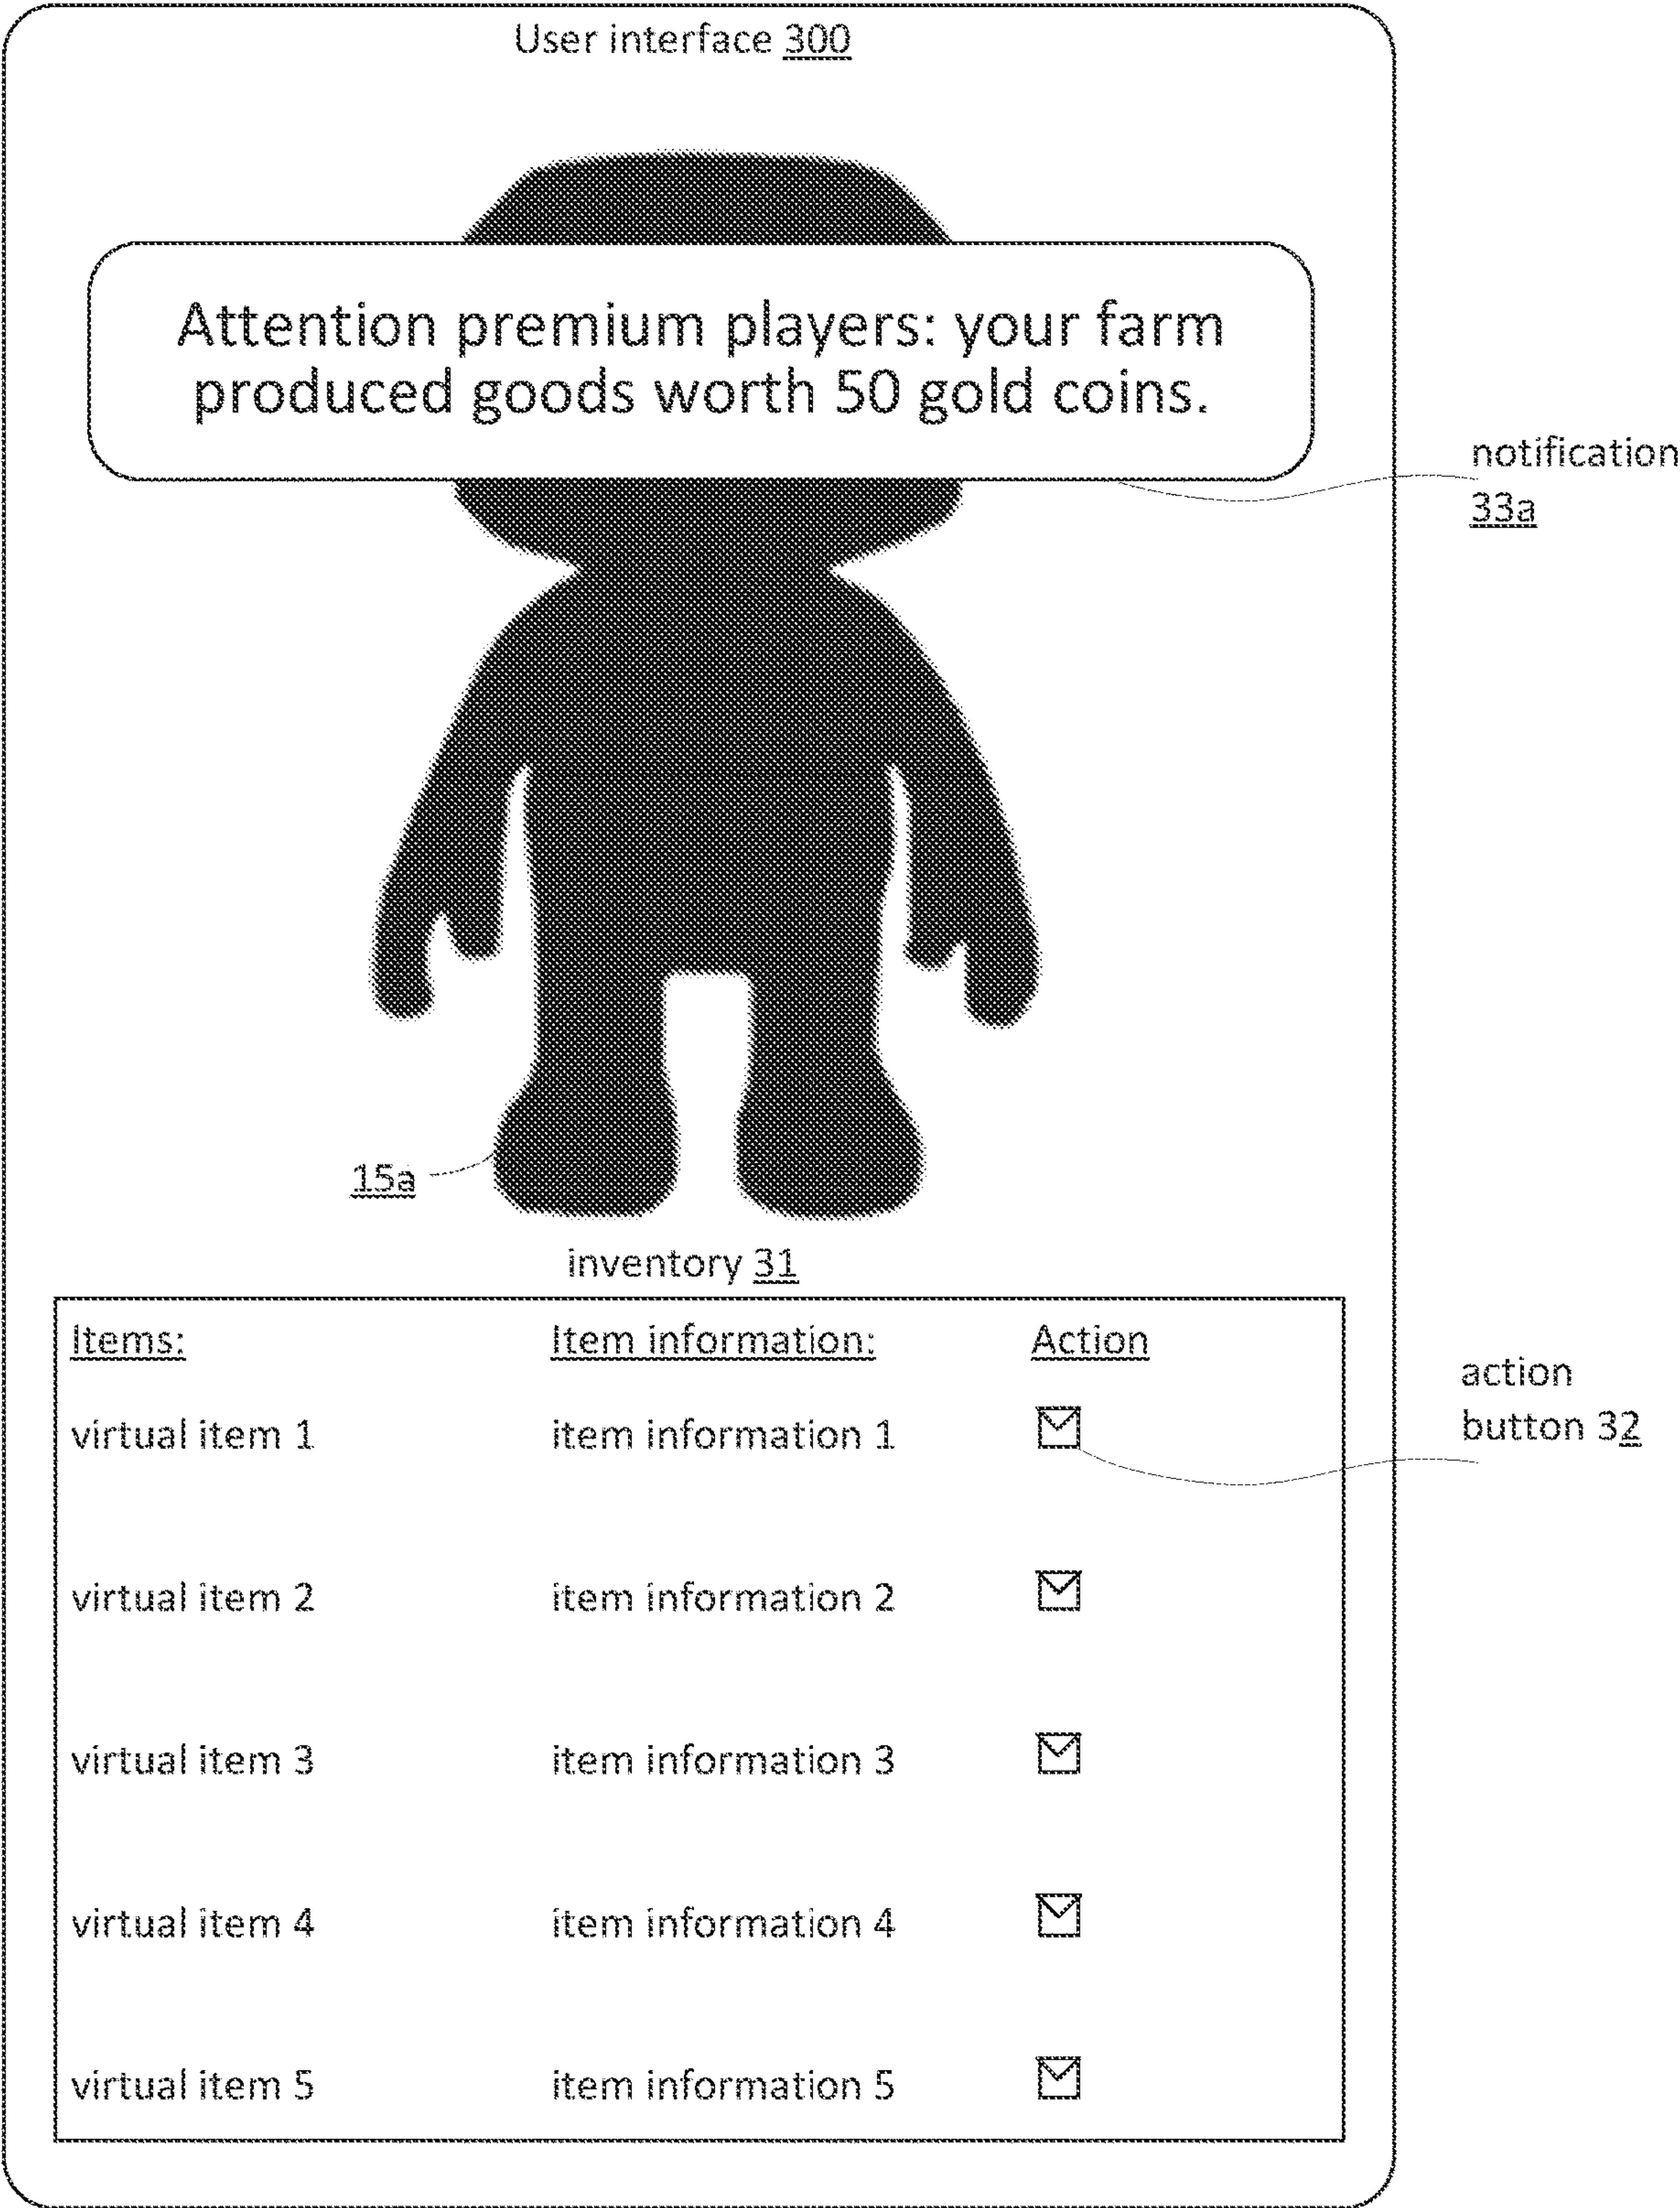 User interface 300
Attention premium players: your farm
produced goods worth 50 gold coins.
notification
33a
15a
inventory 31
Items: Item information: Action
virtual item 1 item information 1
action
button 32
virtual item 2 item information 2
virtual item 3 item information 3
virtual item 4 item information 4
virtual item 5 item information 5